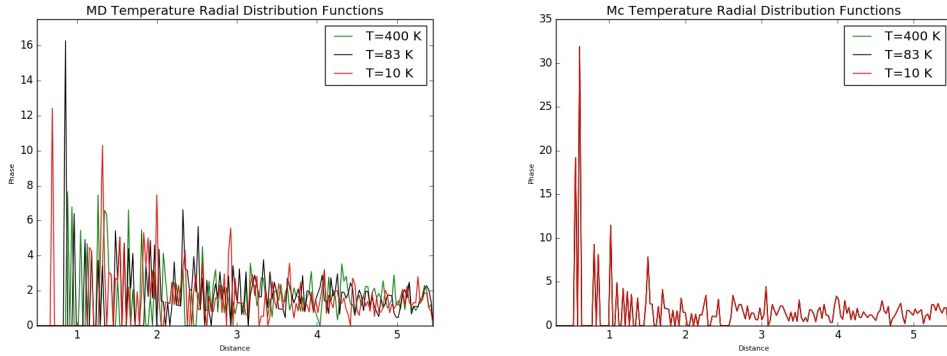 MD Temperature Radial Distribution Functions
16
14
12
10
8
6
4
2
0
Phase
T=400 K
T=83 K
T=10 K
1 2 3 4 5
Distance
Mc Temperature Radial Distribution Functions
35
30
25
20
15
10
5
0
Phase
T=400 K
T=83 K
T=10 K
1 2 3 4 5
Distance